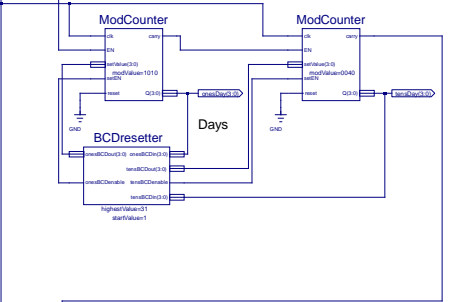 ModCounter
ModCounter
clk
carry
clk
carry
EN
EN
setValue(3:0)
setValue(3:0)
modValue=1010
modValue=0040
setEN
setEN
reset
Q(3:0)
onesDay(3:0)
reset
Q(3:0)
tensDay(3:0)
GND
GND
Days
BCDresetter
onesBCDout(3:0)
onesBCDin(3:0)
tensBCDout(3:0)
onesBCDenable
tensBCDenable
tensBCDin(3:0)
highestValue=31
startValue=1